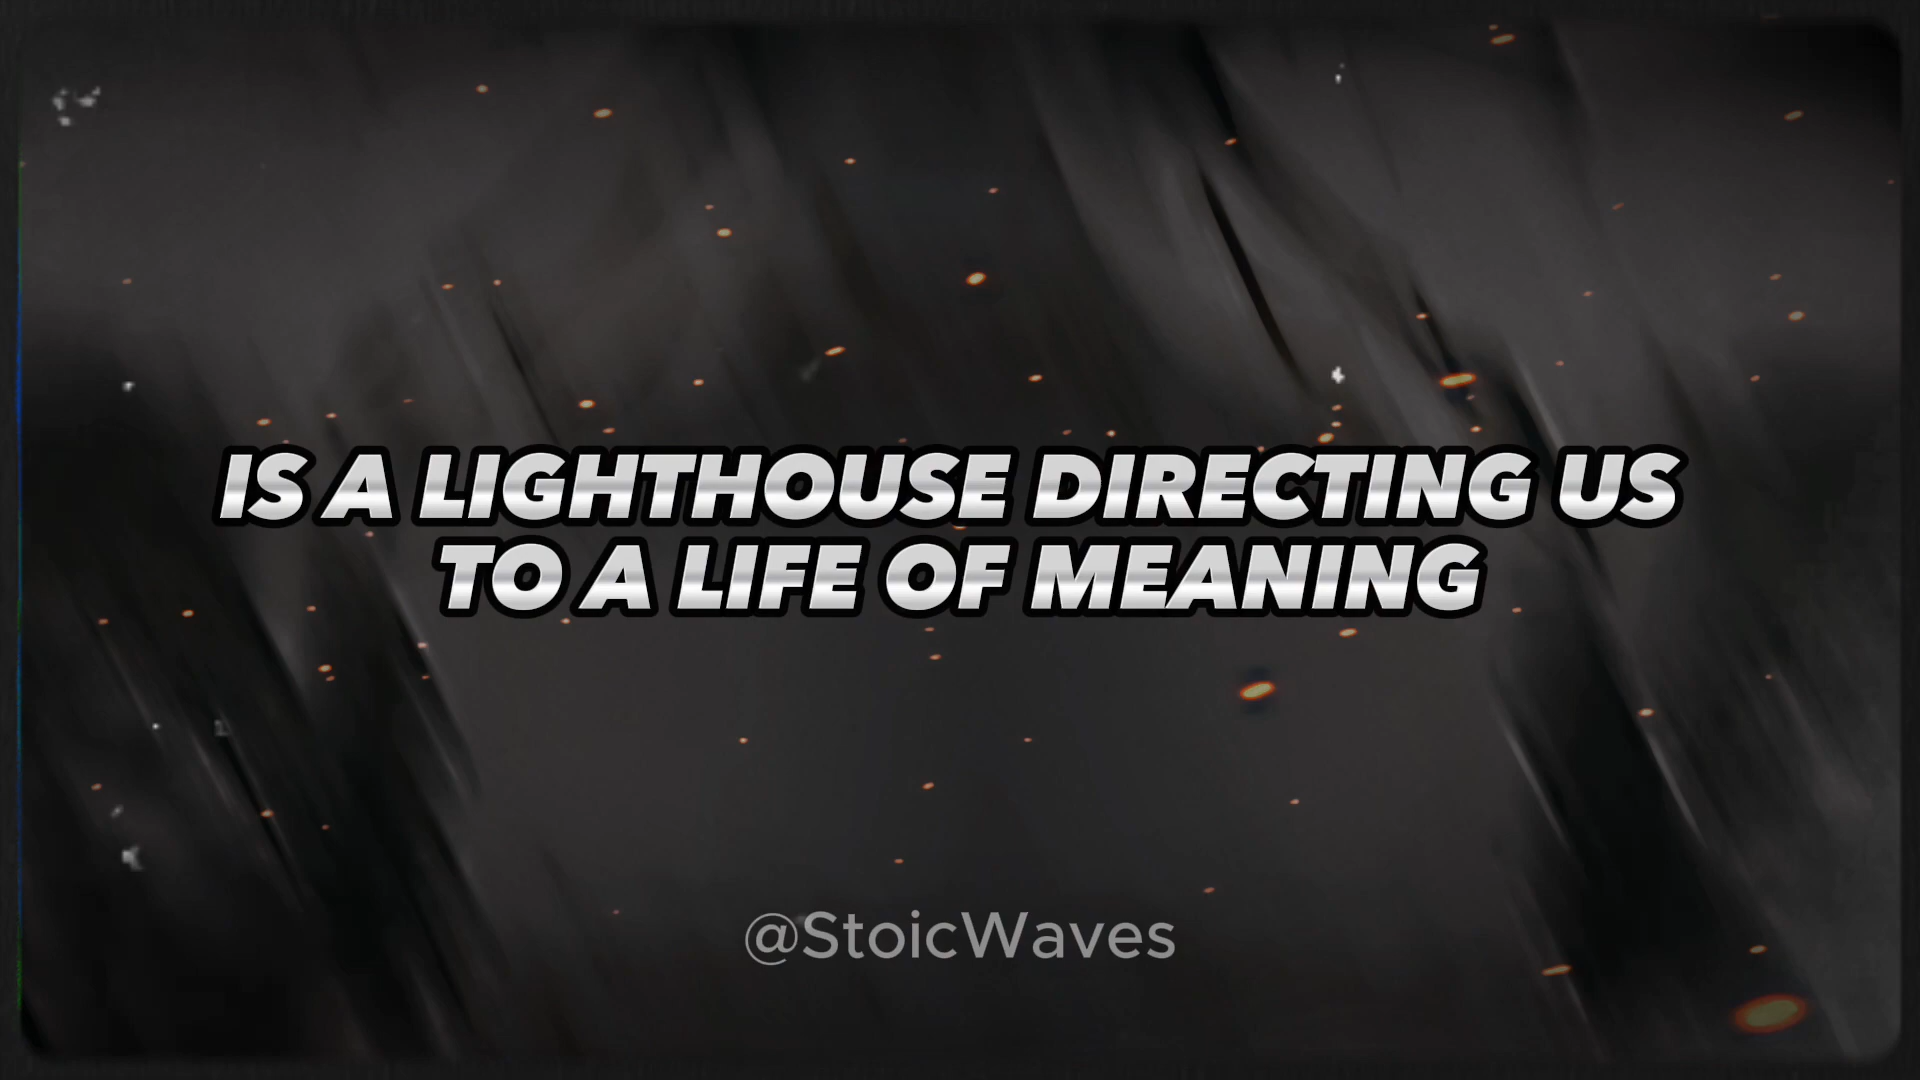 IS A LIGHTHOUSE DIRECTING US
TO A LIFE OF MEANING
@StoicWaves